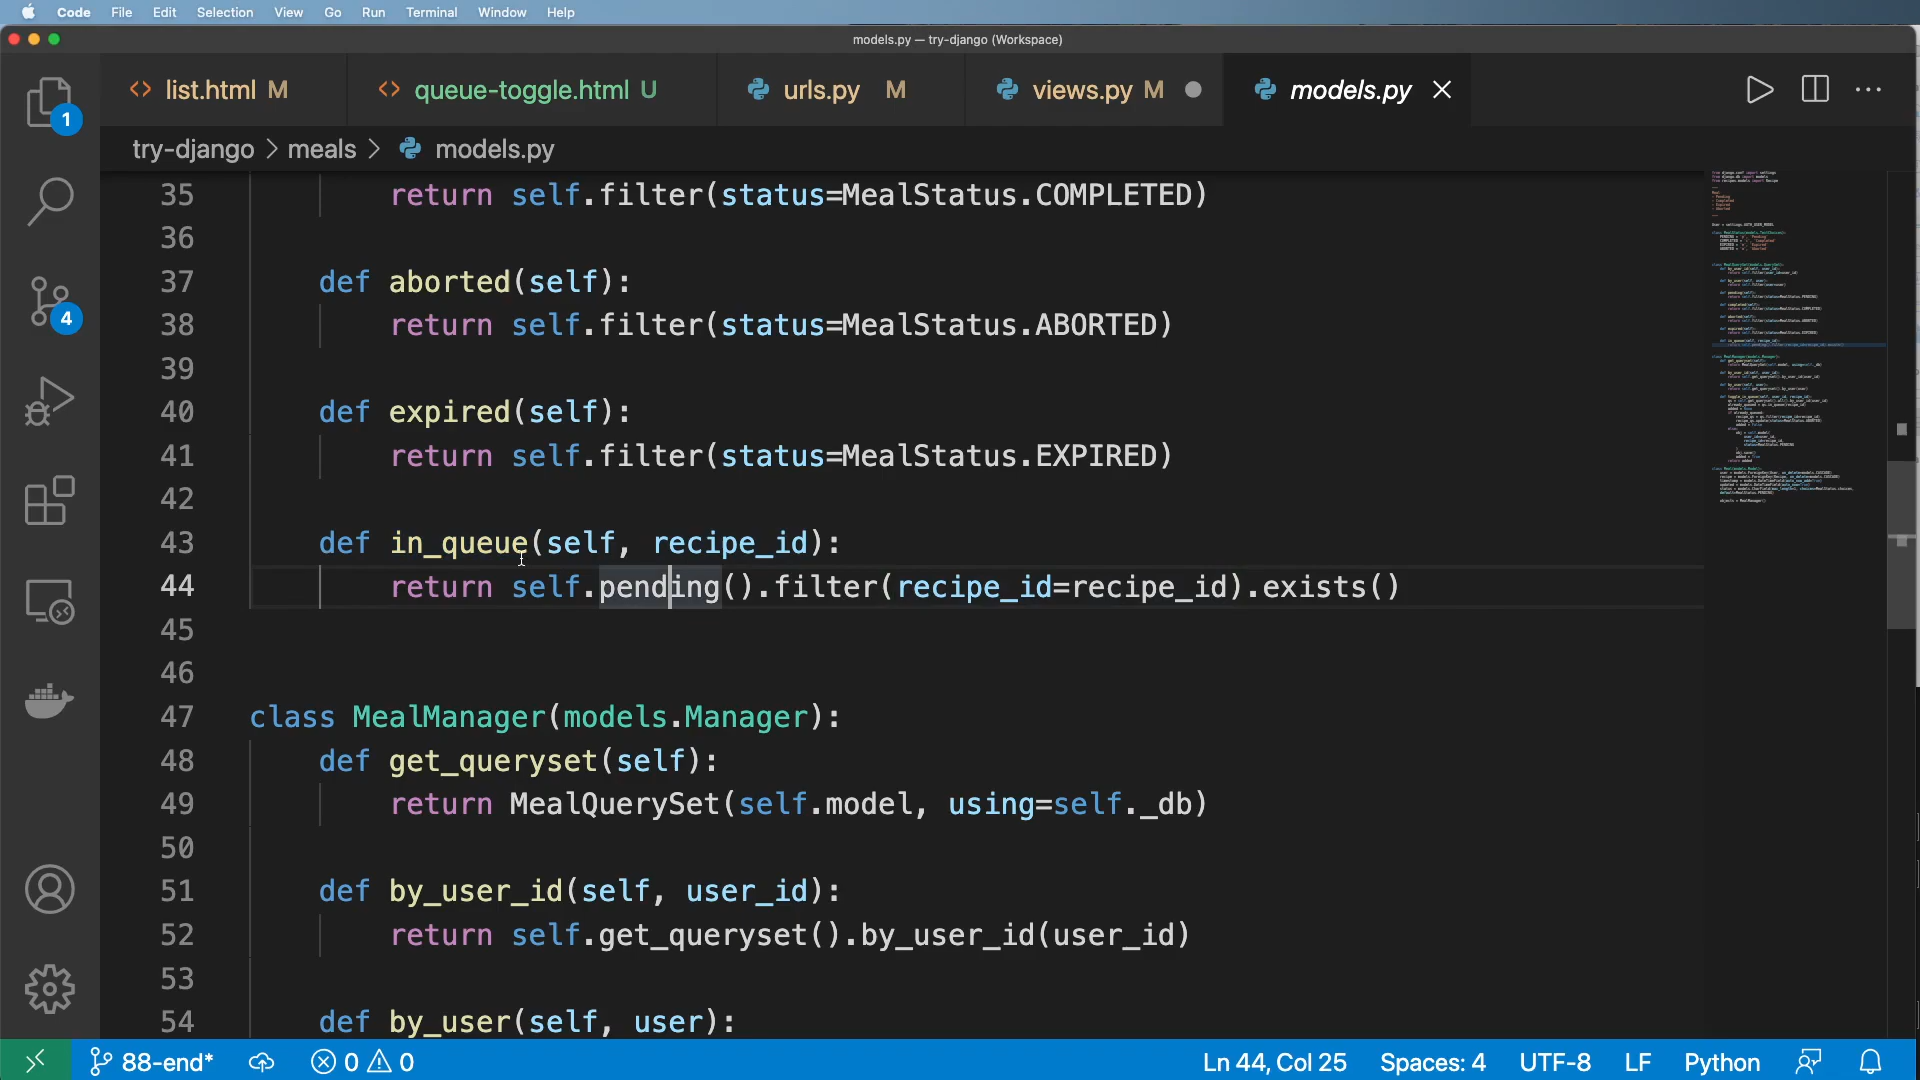 Code File Edit Selection View Go Run Terminal Window Help
models.py — try-django (Workspace)
list.html M queue-toggle.html U urls.py M views.py M models.py
try-django > meals > models.py
35 return self.filter(status=MealStatus.COMPLETED)
36
37 def aborted(self):
38 return self.filter(status=MealStatus.ABORTED)
39
40 def expired(self):
41 return self.filter(status=MealStatus.EXPIRED)
42
43 def in_queue(self, recipe_id):
44 return self.pending().filter(recipe_id=recipe_id).exists()
45
46
47 class MealManager(models.Manager):
48 def get_queryset(self):
49 return MealQuerySet(self.model, using=self._db)
50
51 def by_user_id(self, user_id):
52 return self.get_queryset().by_user_id(user_id)
53
54 def by_user(self, user):
1
4
88-end* 0 0 Ln 44, Col 25 Spaces: 4 UTF-8 LF Python